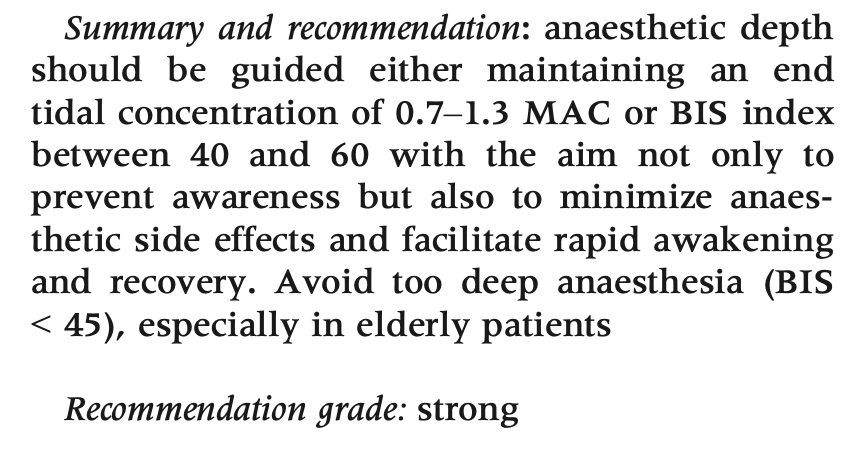 Summary and recommendation: anaesthetic depth
should be guided either maintaining an end
tidal concentration of 0.7–1.3 MAC or BIS index
between 40 and 60 with the aim not only to
prevent awareness but also to minimize anaes-
thetic side effects and facilitate rapid awakening
and recovery. Avoid too deep anaesthesia (BIS
< 45), especially in elderly patients
Recommendation grade: strong